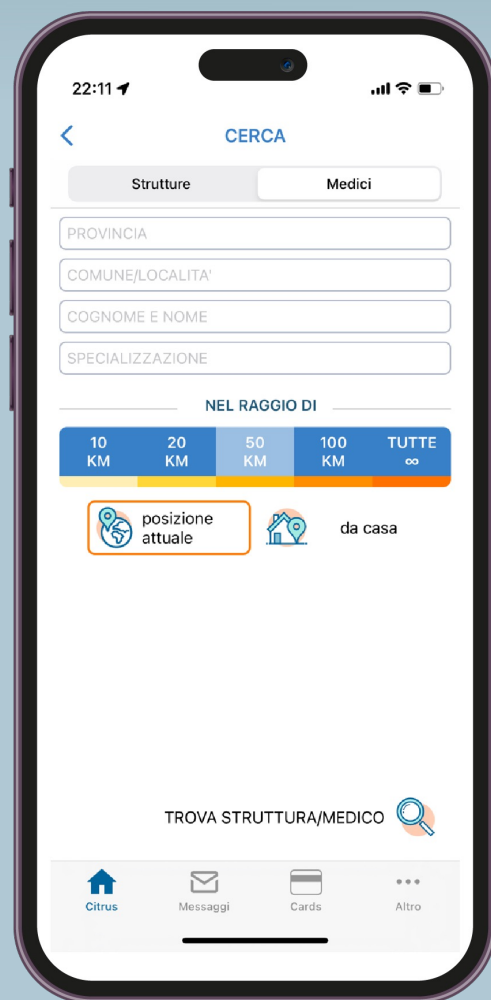 22:11
CERCA
Strutture Medici
PROVINCIA
COMUNE/LOCALITA'
COGNOME E NOME
SPECIALIZZAZIONE
NEL RAGGIO DI
10 KM 20 KM 50 KM 100 KM TUTTE ∞
posizione
attuale
da casa
TROVA STRUTTURA/MEDICO
Citrus Messaggi Cards Altro